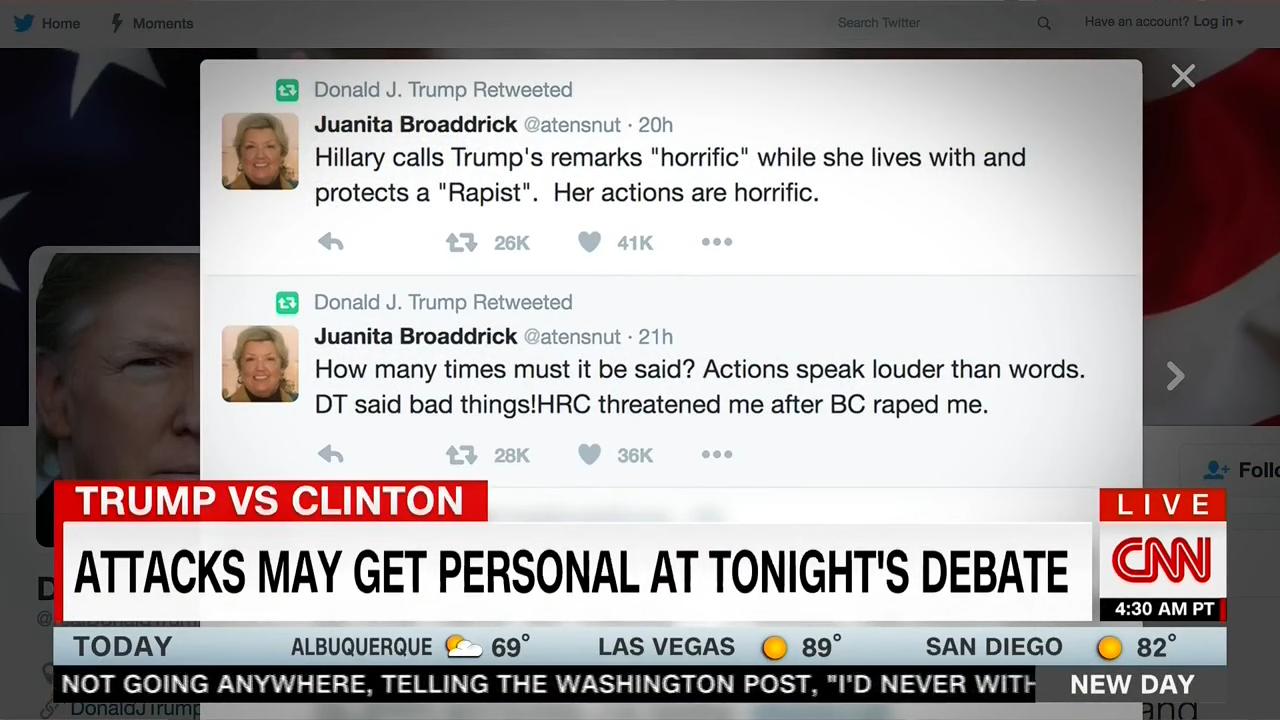 Home Moments Search Twitter Have an account? Log in
Donald J. Trump Retweeted
Juanita Broaddrick @atensnut · 20h
Hillary calls Trump's remarks "horrific" while she lives with and
protects a "Rapist".  Her actions are horrific.
26K 41K
Donald J. Trump Retweeted
Juanita Broaddrick @atensnut · 21h
How many times must it be said? Actions speak louder than words.
DT said bad things!HRC threatened me after BC raped me.
28K 36K
TRUMP VS CLINTON
ATTACKS MAY GET PERSONAL AT TONIGHT'S DEBATE
LIVE
CNN
4:30 AM PT
TODAY ALBUQUERQUE 69° LAS VEGAS 89° SAN DIEGO 82°
NOT GOING ANYWHERE, TELLING THE WASHINGTON POST, "I'D NEVER WITH
NEW DAY